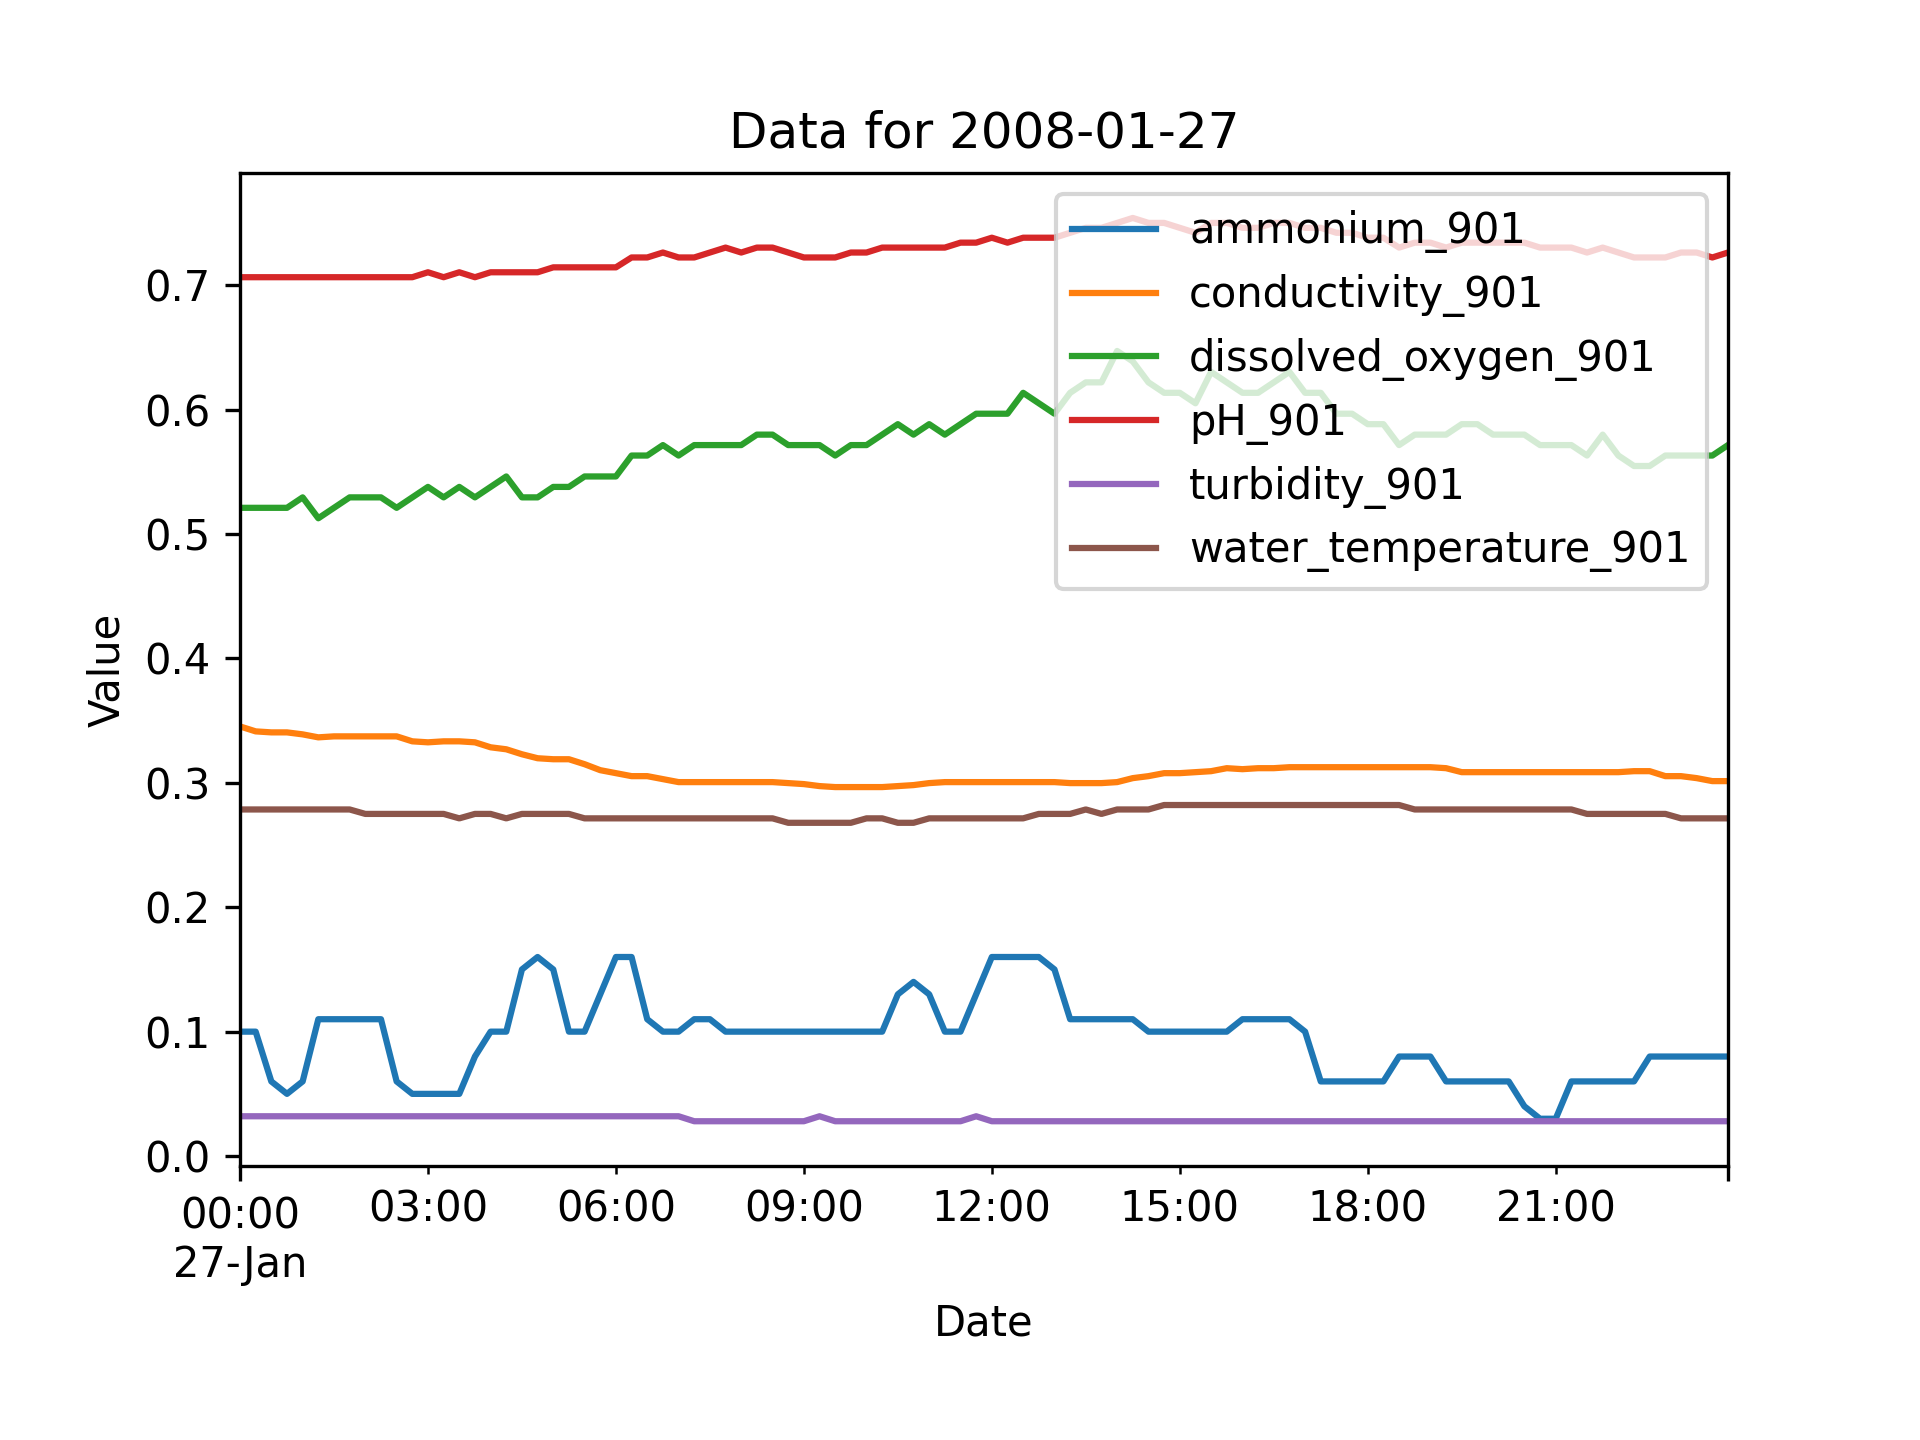 Data for 2008-01-27
ammonium_901
conductivity_901
dissolved_oxygen_901
pH_901
turbidity_901
water_temperature_901
Value
0.7
0.6
0.5
0.4
0.3
0.2
0.1
0.0
00:00 03:00 06:00 09:00 12:00 15:00 18:00 21:00
27-Jan
Date